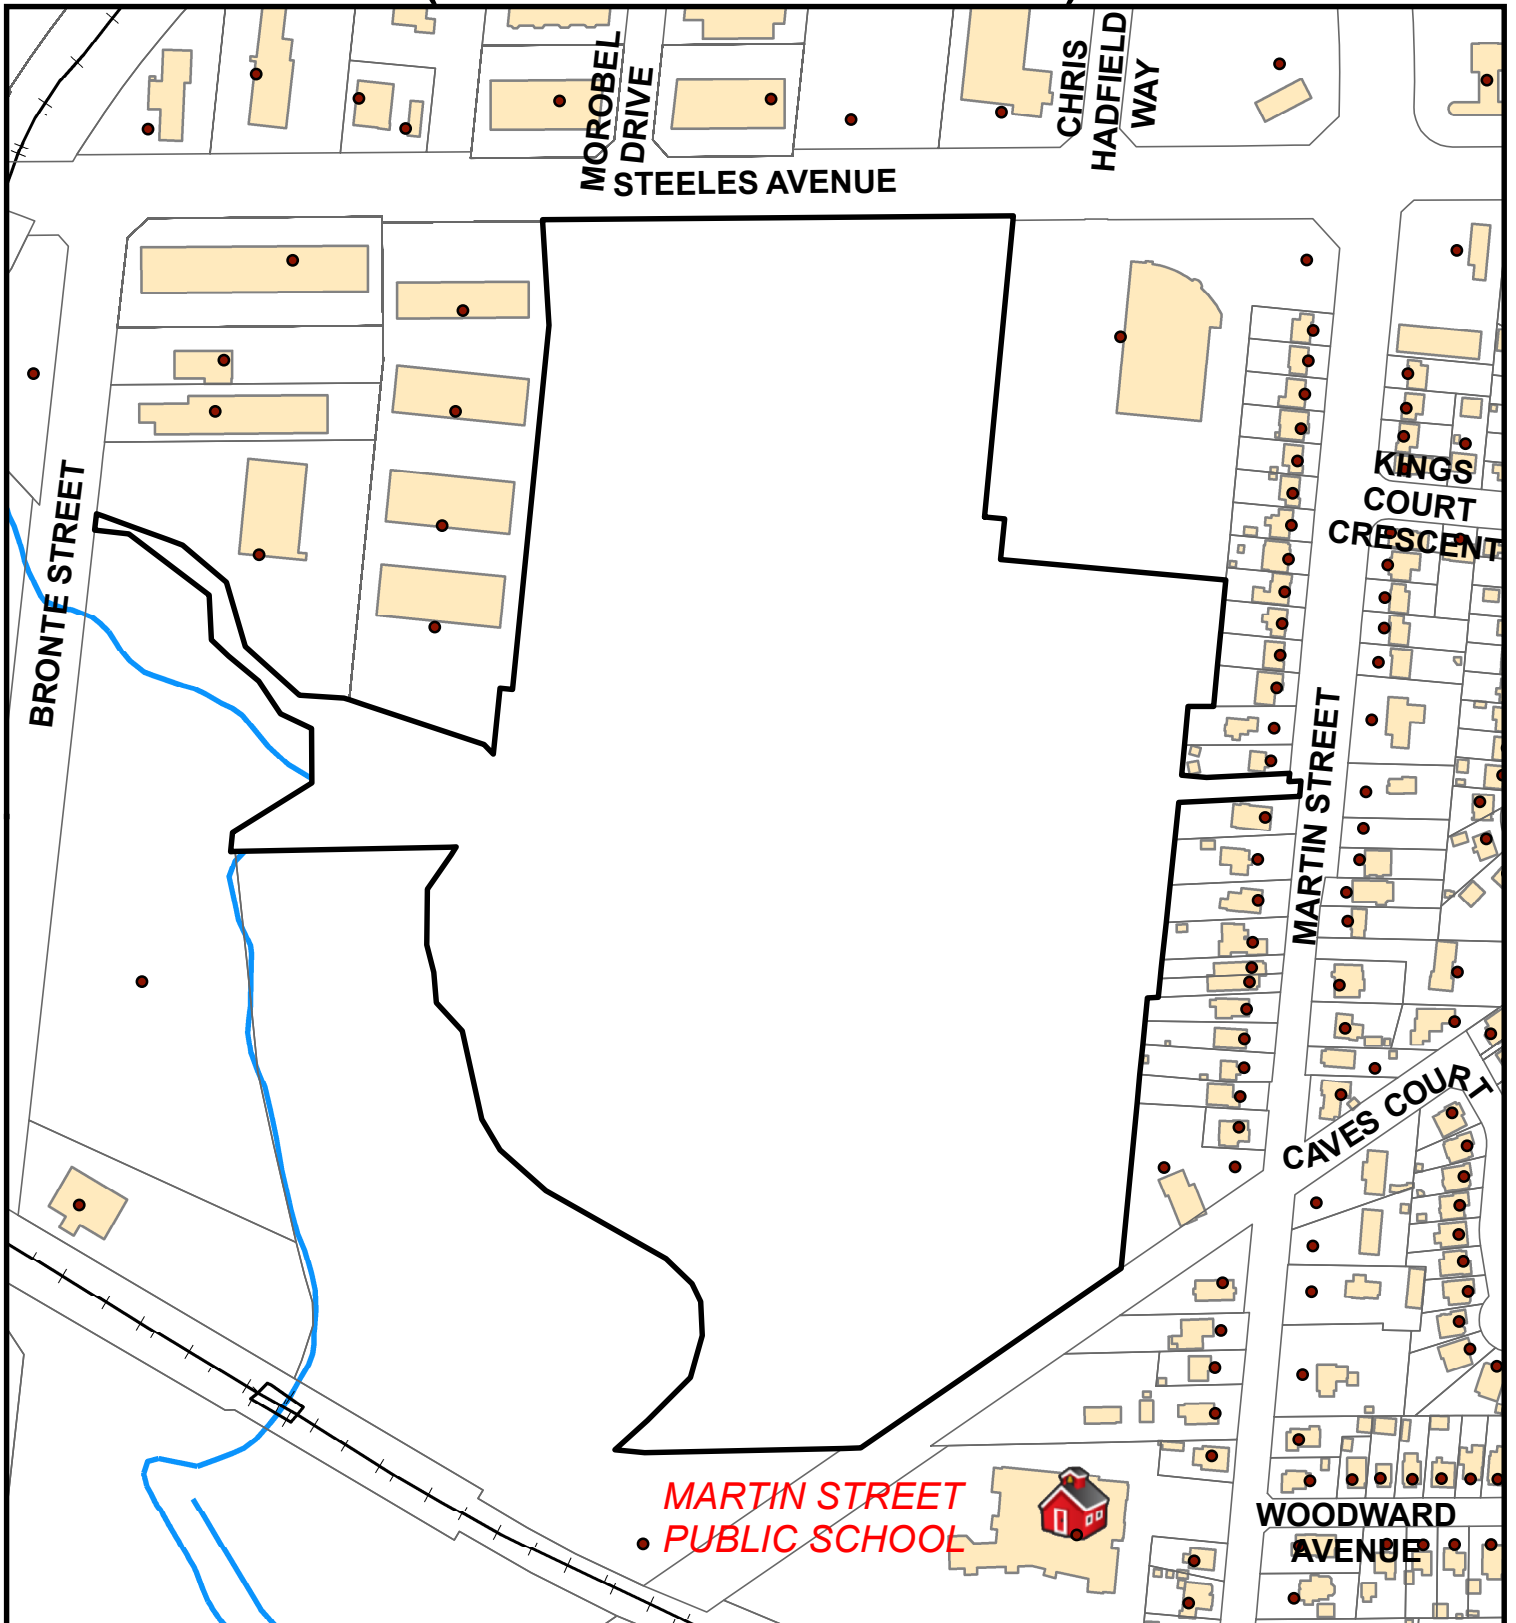 MOROBEL
DRIVE
CHRIS
HADFIELD
WAY
STEELES AVENUE
BRONTE STREET
KINGS
COURT
CRESCENT
MARTIN STREET
CAVES COURT
MARTIN STREET
PUBLIC SCHOOL
WOODWARD
AVENUE